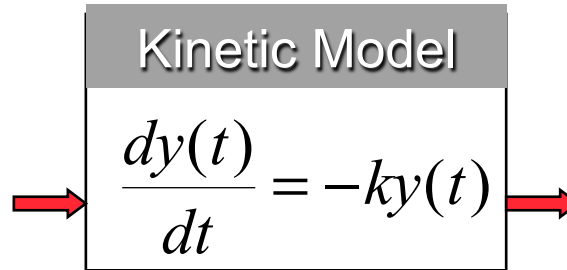 Kinetic Model
dy(t)/dt = -ky(t)